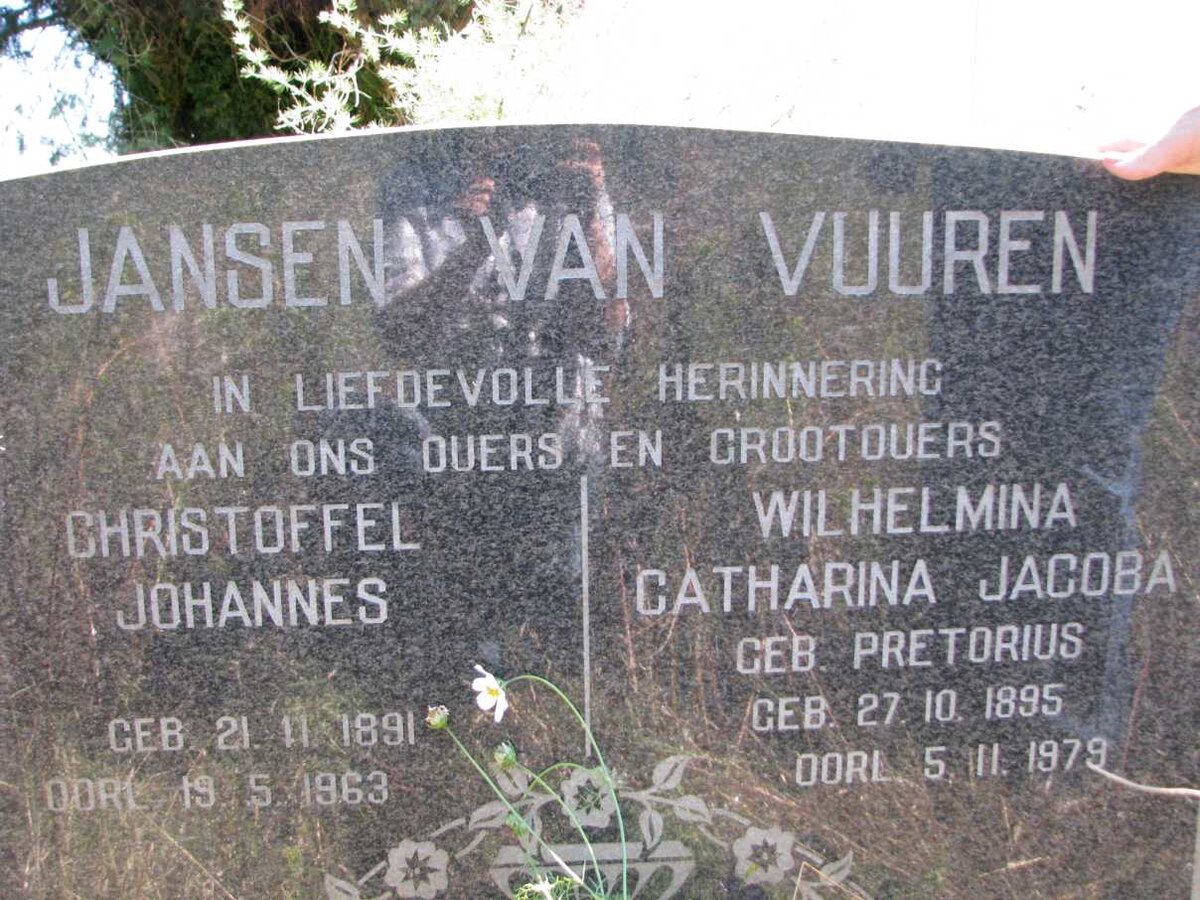 JANSEN VAN VUUREN
IN LIEFDEVOLLE HERINNERING
AAN ONS OUERS EN GROOTOUERS
CHRISTOFFEL
JOHANNES
GEB. 21. 11. 1891
OORL. 19. 5. 1963
WILHELMINA
CATHARINA JACOBA
GEB PRETORIUS
GEB. 27. 10. 1895
OORL. 5. 11. 1979